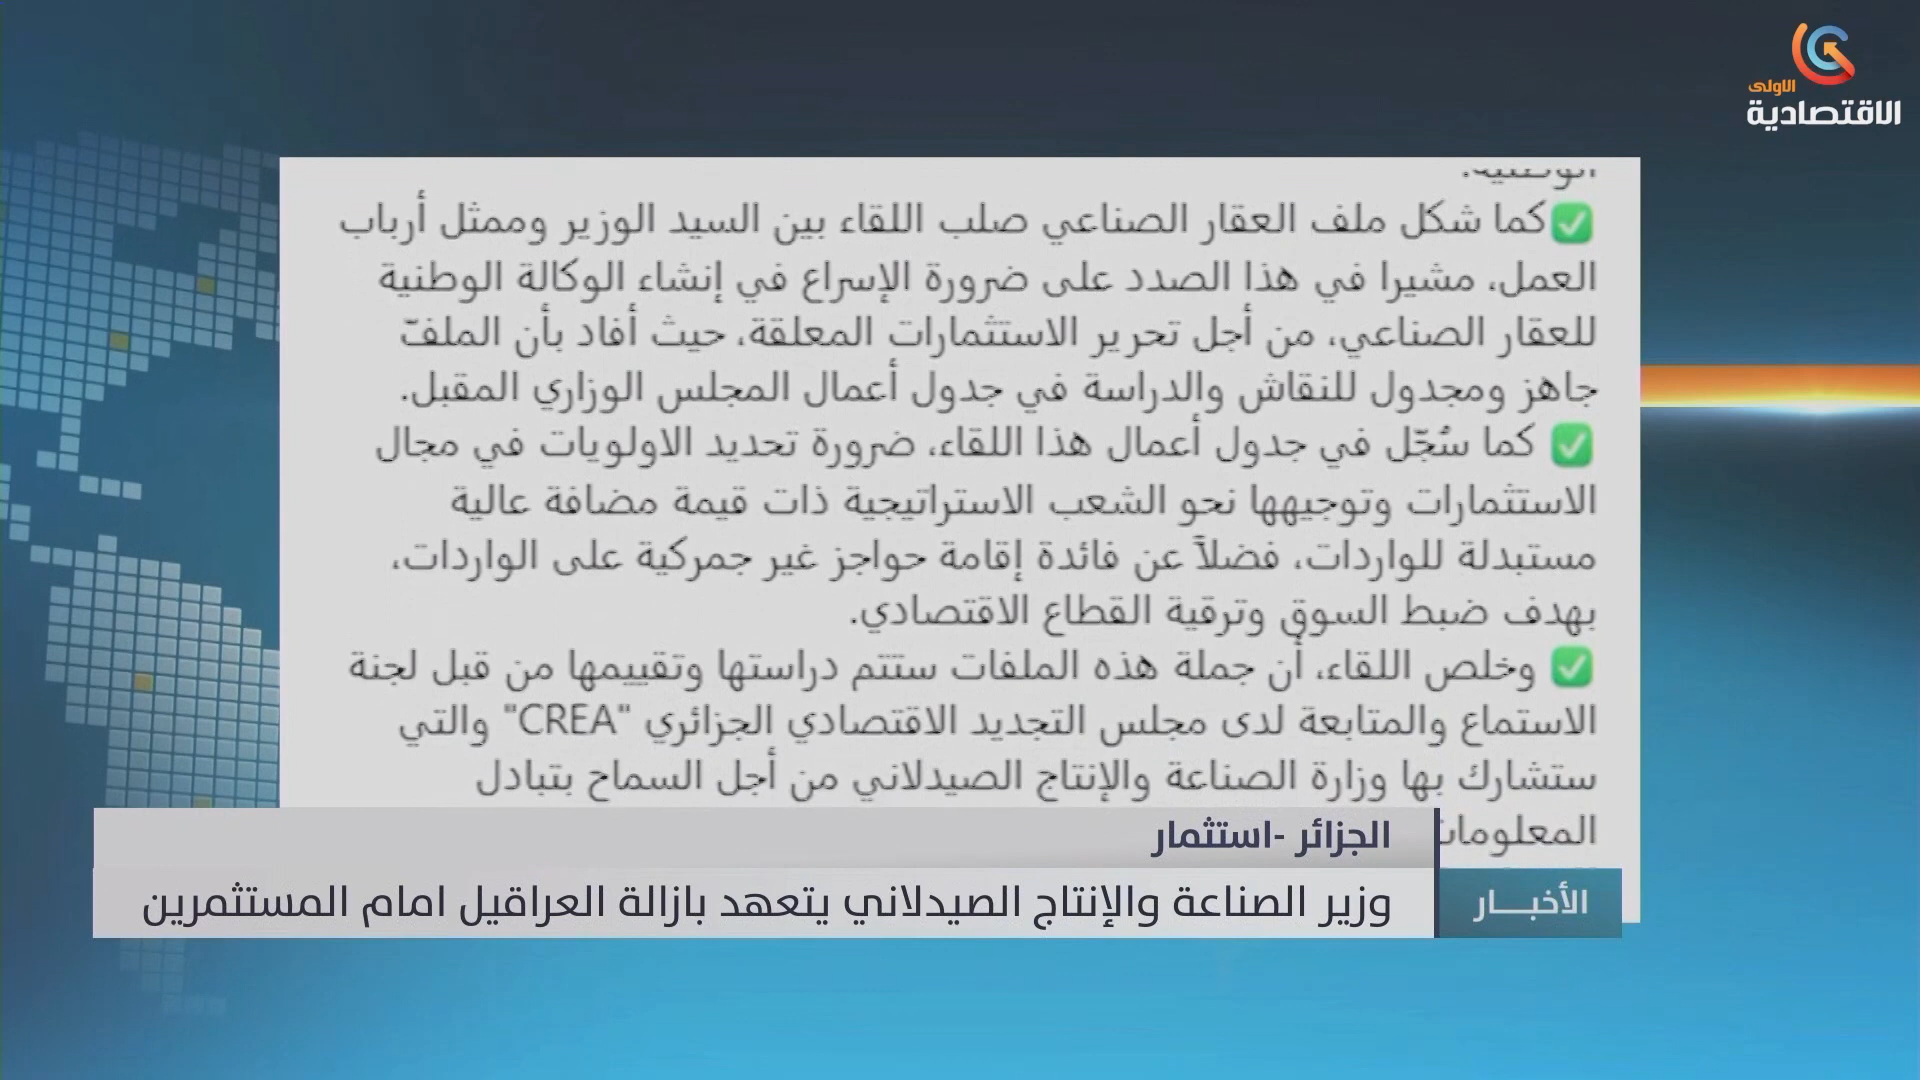 الاولى
الاقتصادية
الوطنية.
كما شكل ملف العقار الصناعي صلب اللقاء بين السيد الوزير وممثل أرباب
العمل، مشيرا في هذا الصدد على ضرورة الإسراع في إنشاء الوكالة الوطنية
للعقار الصناعي، من أجل تحرير الاستثمارات المعلقة، حيث أفاد بأن الملفّ
جاهز ومجدول للنقاش والدراسة في جدول أعمال المجلس الوزاري المقبل.
كما سُجّل في جدول أعمال هذا اللقاء، ضرورة تحديد الاولويات في مجال
الاستثمارات وتوجيهها نحو الشعب الاستراتيجية ذات قيمة مضافة عالية
مستبدلة للواردات، فضلاً عن فائدة إقامة حواجز غير جمركية على الواردات،
بهدف ضبط السوق وترقية القطاع الاقتصادي.
وخلص اللقاء، أن جملة هذه الملفات ستتم دراستها وتقييمها من قبل لجنة
الاستماع والمتابعة لدى مجلس التجديد الاقتصادي الجزائري "CREA" والتي
ستشارك بها وزارة الصناعة والإنتاج الصيدلاني من أجل السماح بتبادل
المعلومات
الجزائر -استثمار
الأخبـــار
وزير الصناعة والإنتاج الصيدلاني يتعهد بازالة العراقيل امام المستثمرين